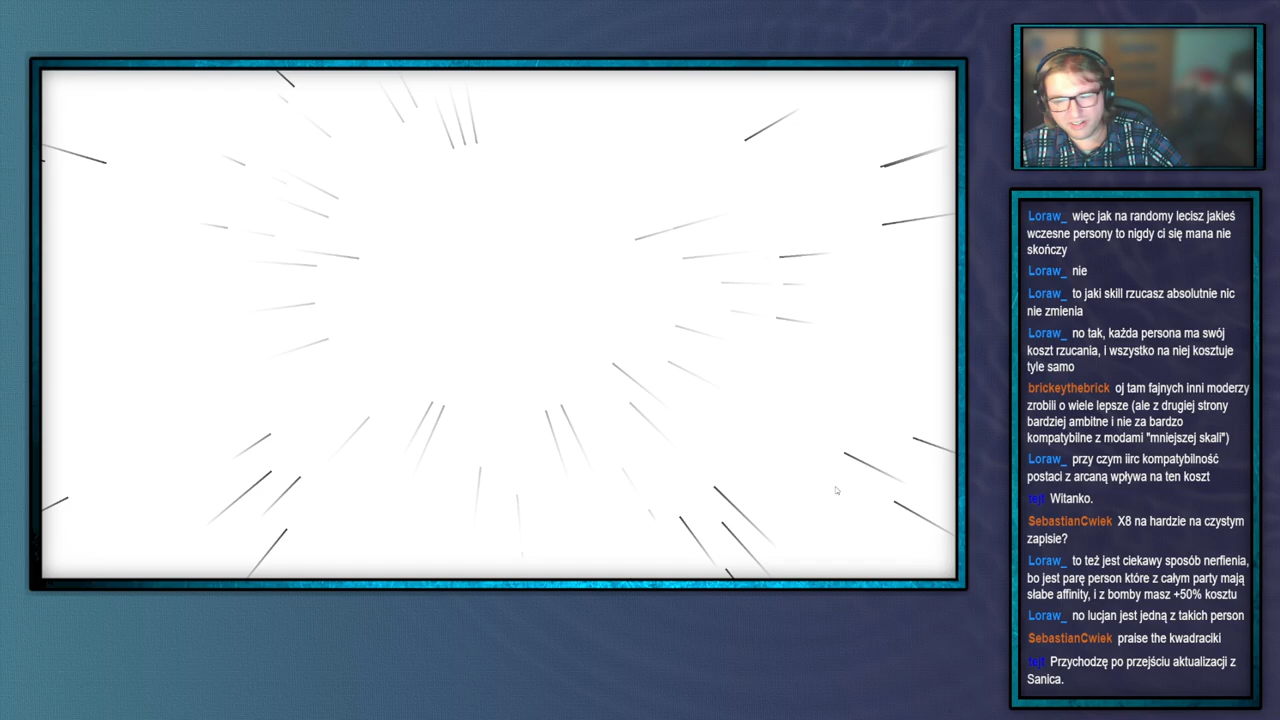 Loraw_ więc jak na randomy lecisz jakieś
wczesne persony to nigdy ci się mana nie
skończy
Loraw_ nie
Loraw_ to jaki skill rzucasz absolutnie nic
nie zmienia
Loraw_ no tak, każda persona ma swój
koszt rzucania, i wszystko na niej kosztuje
tyle samo
brickeythebrick oj tam fajnych inni moderzy
zrobili o wiele lepsze (ale z drugiej strony
bardziej ambitne i nie za bardzo
kompatybilne z modami "mniejszej skali")
Loraw_ przy czym iirc kompatybilność
postaci z arcaną wpływa na ten koszt
tejt Witanko.
SebastianCwiek X8 na hardzie na czystym
zapisie?
Loraw_ to też jest ciekawy sposób nerfienia,
bo jest parę person które z całym party mają
słabe affinity, i z bomby masz +50% kosztu
Loraw_ no lucjan jest jedną z takich person
SebastianCwiek praise the kwadraciki
tejt Przychodzę po przejściu aktualizacji z
Sanica.